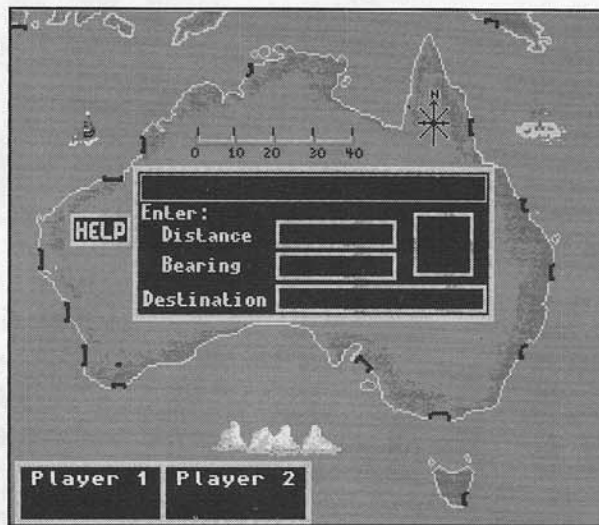 N
0 10 20 30 40
HELP
Enter:
Distance
Bearing
Destination
Player 1 Player 2